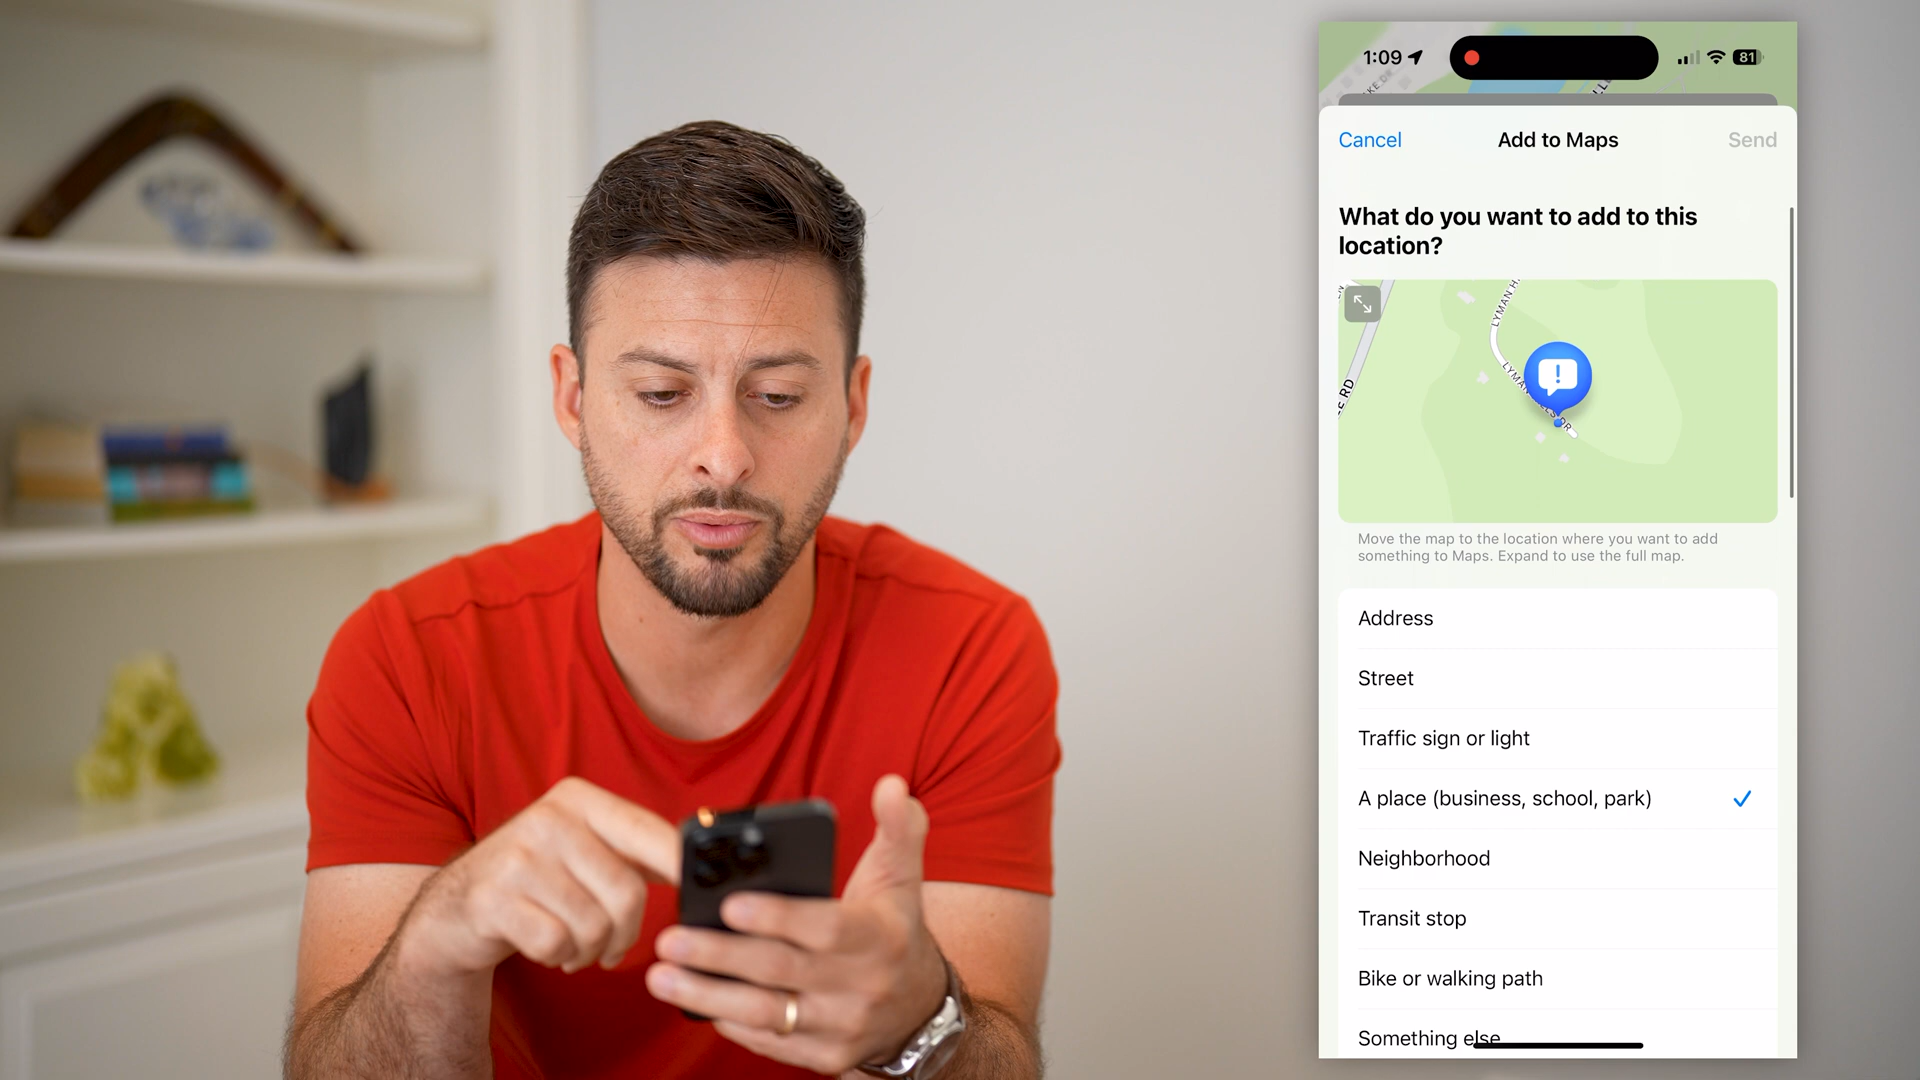 1:09
81
Cancel
Add to Maps
Send
What do you want to add to this
location?
E RD
Move the map to the location where you want to add
something to Maps. Expand to use the full map.
Address
Street
Traffic sign or light
A place (business, school, park)
Neighborhood
Transit stop
Bike or walking path
Something else